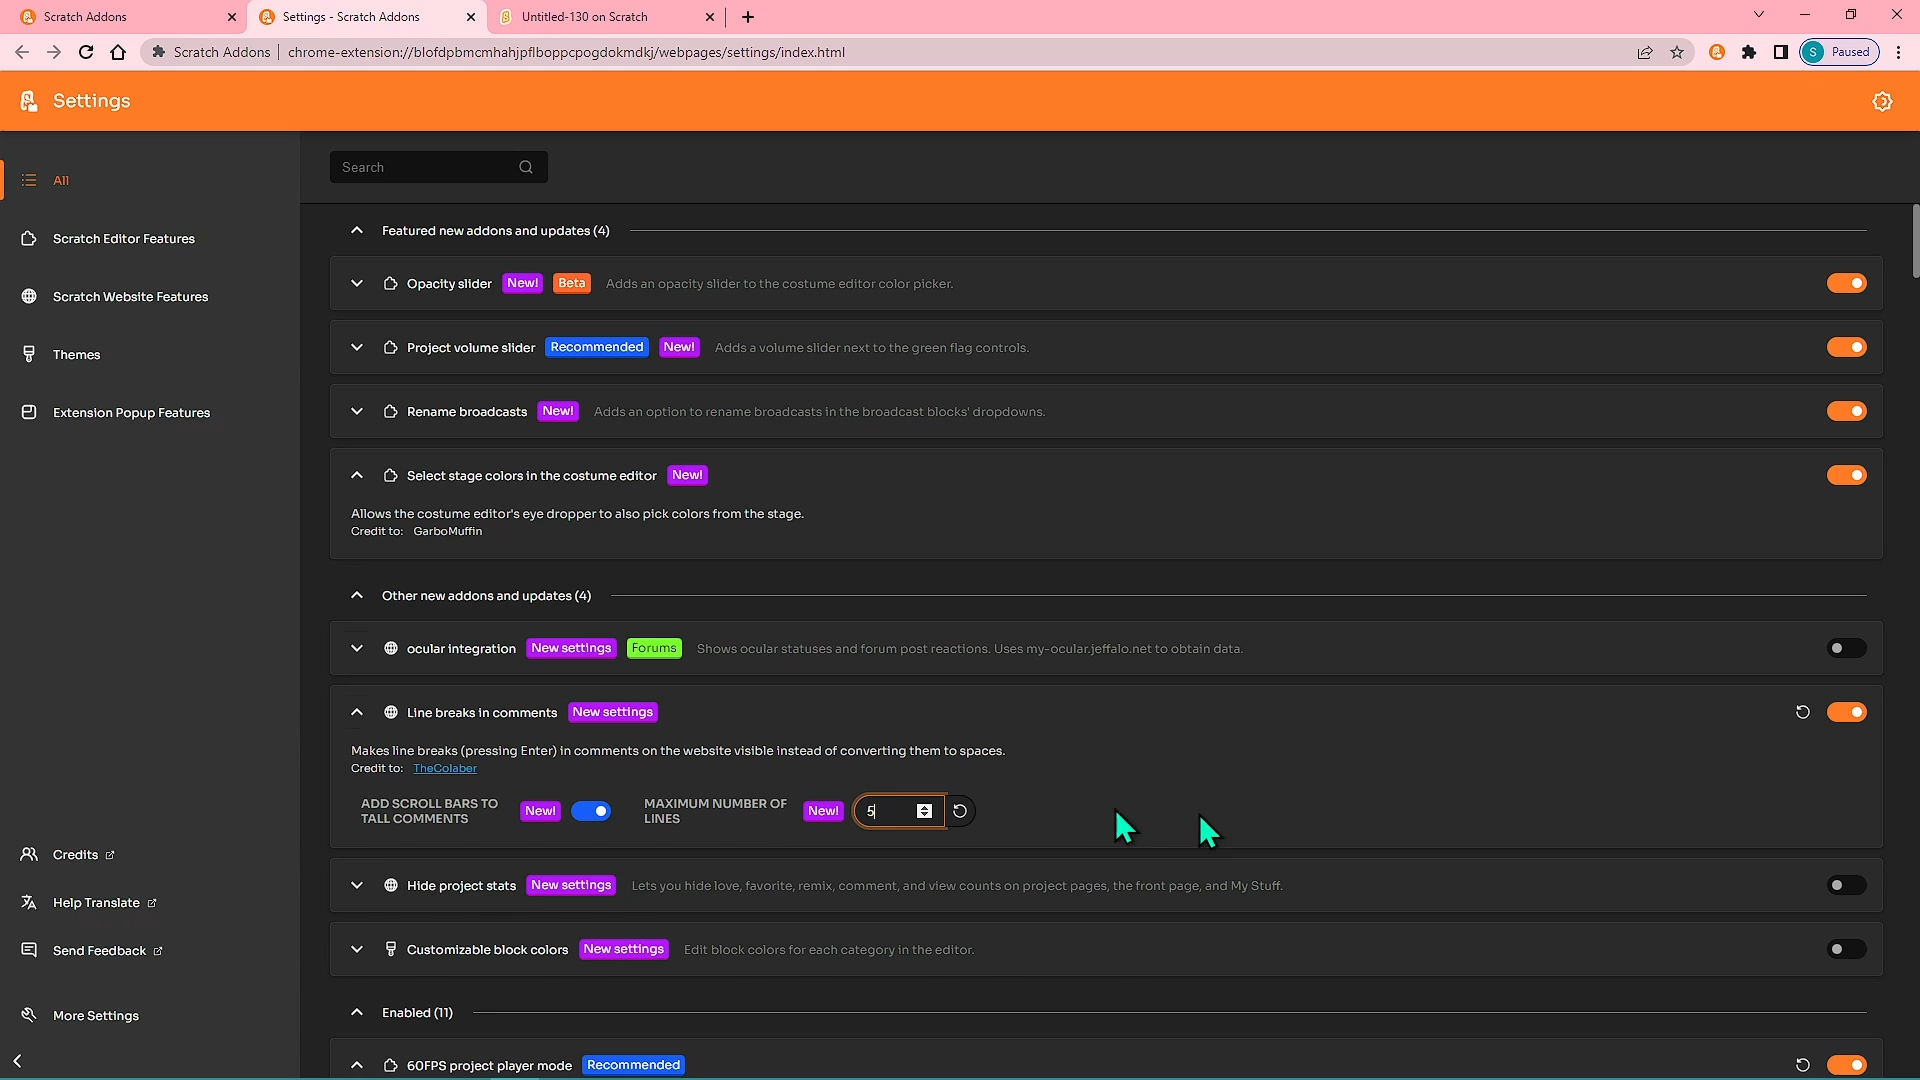 Scratch Addons
Settings - Scratch Addons
Untitled-130 on Scratch
Scratch Addons
chrome-extension://blofdpbmcmhahjpflboppcpogdokmdkj/webpages/settings/index.html
S Paused
Settings
Search
All
Scratch Editor Features
Scratch Website Features
Themes
Extension Popup Features
Credits
Help Translate
Send Feedback
More Settings
Featured new addons and updates (4)
Opacity slider New! Beta Adds an opacity slider to the costume editor color picker.
Project volume slider Recommended New! Adds a volume slider next to the green flag controls.
Rename broadcasts New! Adds an option to rename broadcasts in the broadcast blocks' dropdowns.
Select stage colors in the costume editor New!
Allows the costume editor's eye dropper to also pick colors from the stage.
Credit to: GarboMuffin
Other new addons and updates (4)
ocular integration New settings Forums Shows ocular statuses and forum post reactions. Uses my-ocular.jeffalo.net to obtain data.
Line breaks in comments New settings
Makes line breaks (pressing Enter) in comments on the website visible instead of converting them to spaces.
Credit to: TheColaber
ADD SCROLL BARS TO
TALL COMMENTS
New!
MAXIMUM NUMBER OF
LINES
New!
5
Hide project stats New settings Lets you hide love, favorite, remix, comment, and view counts on project pages, the front page, and My Stuff.
Customizable block colors New settings Edit block colors for each category in the editor.
Enabled (11)
60FPS project player mode Recommended